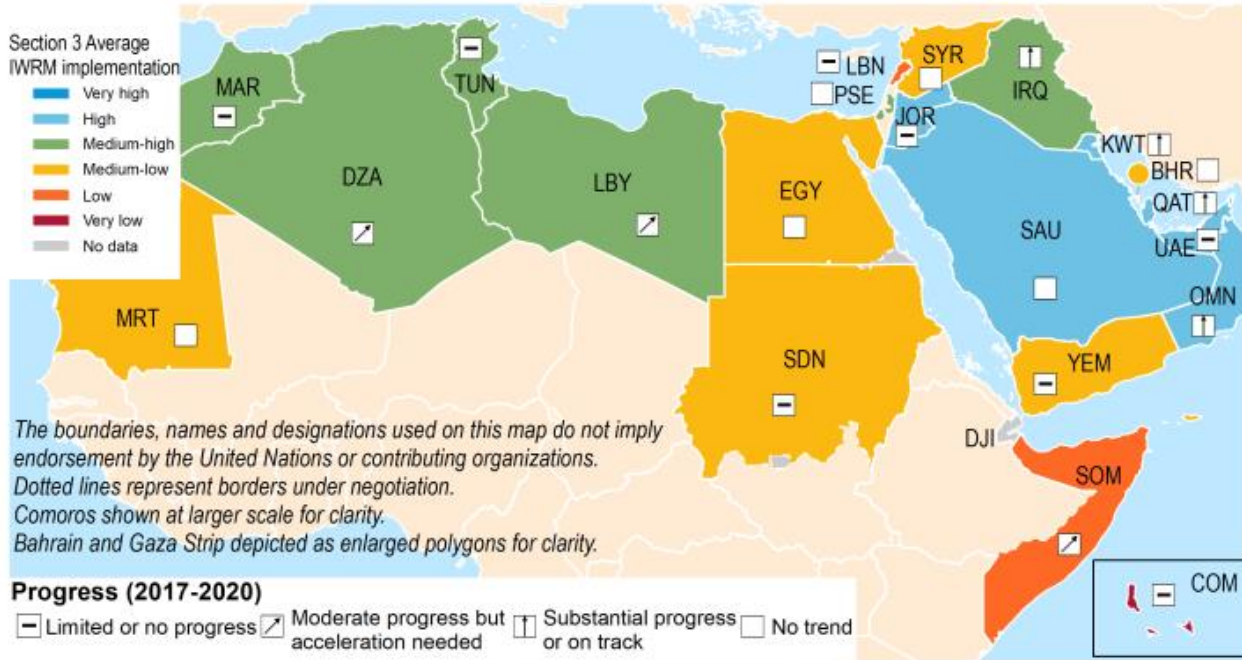 Section 3 Average
IWRM implementation
Very high
High
Medium-high
Medium-low
Low
Very low
No data
MAR
TUN
LBN
PSE
SYR
IRQ
JOR
KWT
BHR
QAT
UAE
OMN
DZA
LBY
EGY
SAU
MRT
SDN
YEM
DJI
SOM
COM
The boundaries, names and designations used on this map do not imply
endorsement by the United Nations or contributing organizations.
Dotted lines represent borders under negotiation.
Comoros shown at larger scale for clarity.
Bahrain and Gaza Strip depicted as enlarged polygons for clarity.
Progress (2017-2020)
Limited or no progress
Moderate progress but
acceleration needed
Substantial progress
or on track
No trend